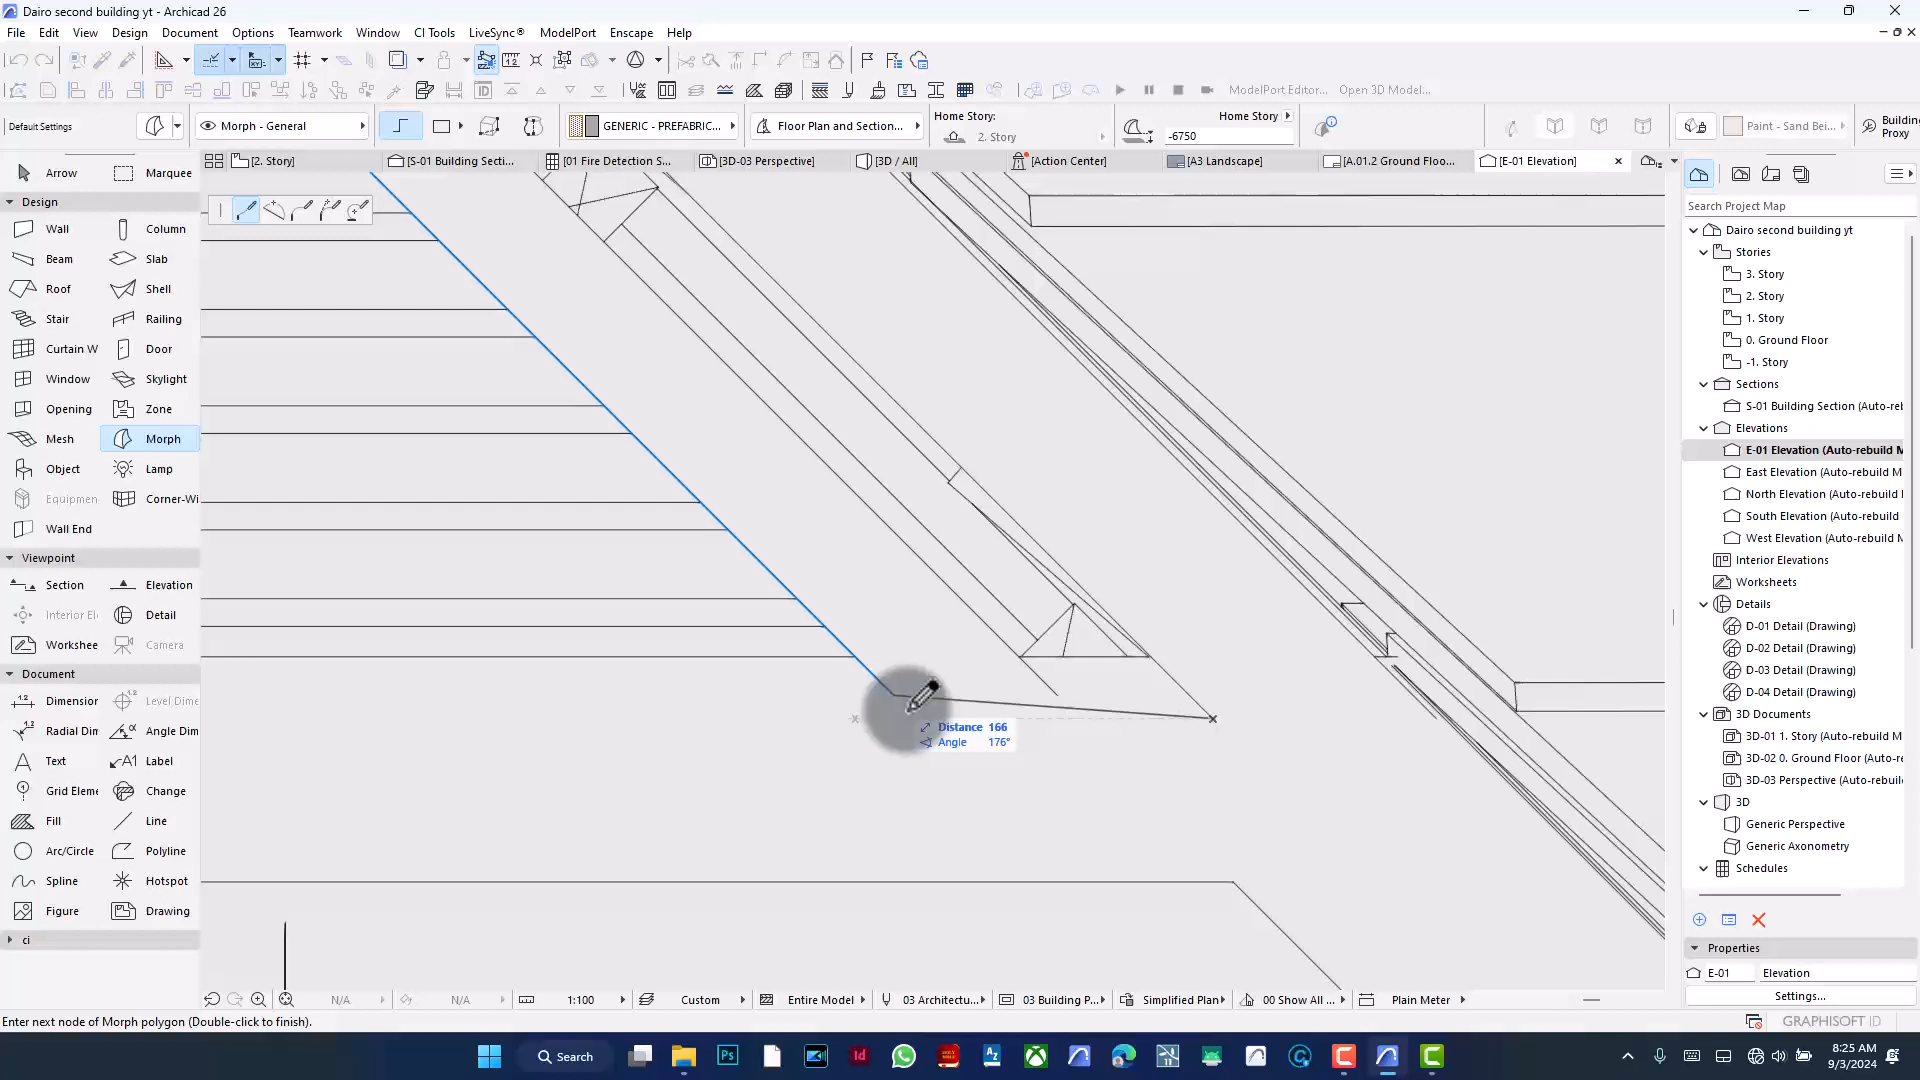 Dairo second building yt - Archicad 26
File Edit View Design Document Options Teamwork Window CI Tools LiveSync® ModelPort Enscape Help
ModelPort Editor... Open 3D Model...
Default Settings
Morph - General
GENERIC - PREFABRIC...
Floor Plan and Section...
Home Story:
2. Story
Home Story
-6750
Paint - Sand Bei...
Building
Proxy
[2. Story]
[S-01 Building Secti...
[01 Fire Detection S...
[3D-03 Perspective]
[3D / All]
[Action Center]
[A3 Landscape]
[A.01.2 Ground Floo...
[E-01 Elevation]
Arrow Marquee
Design
Wall Column
Beam Slab
Roof Shell
Stair Railing
Curtain W Door
Window Skylight
Opening Zone
Mesh Morph
Object Lamp
Equipmen Corner-Wi
Wall End
Viewpoint
Section Elevation
Interior El Detail
Workshee Camera
Document
Dimension Level Dime
Radial Dim Angle Dim
Text Label
Grid Eleme Change
Fill Line
Arc/Circle Polyline
Spline Hotspot
Figure Drawing
ci
Distance 166
Angle 176°
Search Project Map
Dairo second building yt
Stories
3. Story
2. Story
1. Story
0. Ground Floor
-1. Story
Sections
S-01 Building Section (Auto-rel
Elevations
E-01 Elevation (Auto-rebuild M
East Elevation (Auto-rebuild M
North Elevation (Auto-rebuild
South Elevation (Auto-rebuild
West Elevation (Auto-rebuild M
Interior Elevations
Worksheets
Details
D-01 Detail (Drawing)
D-02 Detail (Drawing)
D-03 Detail (Drawing)
D-04 Detail (Drawing)
3D Documents
3D-01 1. Story (Auto-rebuild M
3D-02 0. Ground Floor (Auto-re
3D-03 Perspective (Auto-rebuil
3D
Generic Perspective
Generic Axonometry
Schedules
Properties
E-01 Elevation
Settings...
N/A N/A 1:100 Custom Entire Model 03 Architectu... 03 Building P... Simplified Plan 00 Show All ... Plain Meter
Enter next node of Morph polygon (Double-click to finish).
GRAPHISOFT ID
Search
8:25 AM
9/3/2024